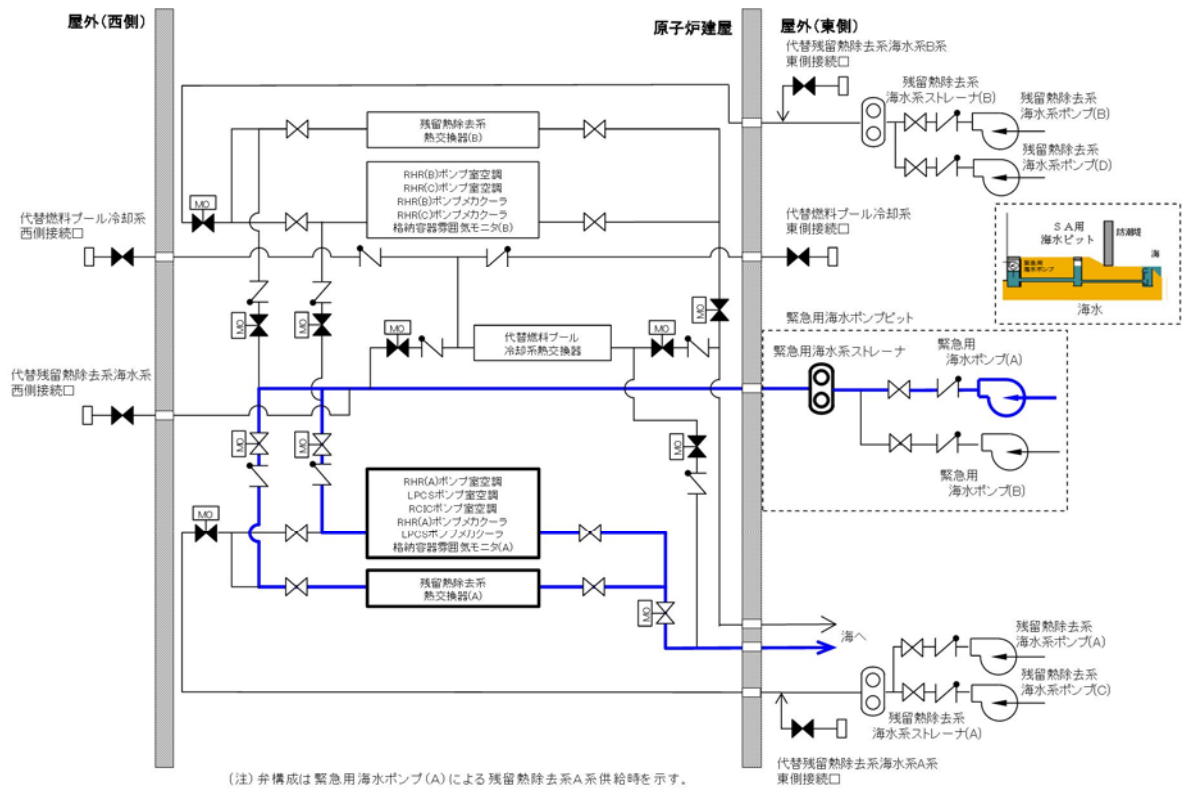 屋外(西側)
原子炉建屋
屋外(東側)
代替残留熱除去系海水系B系
東側接続口
残留熱除去系
海水系ストレーナ(B)
残留熱除去系
海水系ポンプ(B)
残留熱除去系
海水系ポンプ(D)
残留熱除去系
熱交換器(B)
RHR(B)ポンプ室空調
RHR(C)ポンプ室空調
RHR(B)ポンプメカクーラ
RHR(C)ポンプメカクーラ
格納容器雰囲気モニタ(B)
MO
代替燃料プール冷却系
西側接続口
代替燃料プール冷却系
東側接続口
SA用
海水ピット
防潮堤
海
緊急用
海水ポンプ
海水
MO
MO
MO
MO
MO
代替燃料プール
冷却系熱交換器
緊急用海水ポンプピット
緊急用海水系ストレーナ
緊急用
海水ポンプ(A)
代替残留熱除去系海水系
西側接続口
MO
MO
MO
緊急用
海水ポンプ(B)
RHR(A)ポンプ室空調
LPCSポンプ室空調
RCICポンプ室空調
RHR(A)ポンプメカクーラ
LPCSポンプメカクーラ
格納容器雰囲気モニタ(A)
MO
残留熱除去系
熱交換器(A)
MO
海へ
残留熱除去系
海水系ポンプ(A)
残留熱除去系
海水系ポンプ(C)
残留熱除去系
海水系ストレーナ(A)
代替残留熱除去系海水系A系
東側接続口
(注)弁構成は緊急用海水ポンプ(A)による残留熱除去系A系供給時を示す。